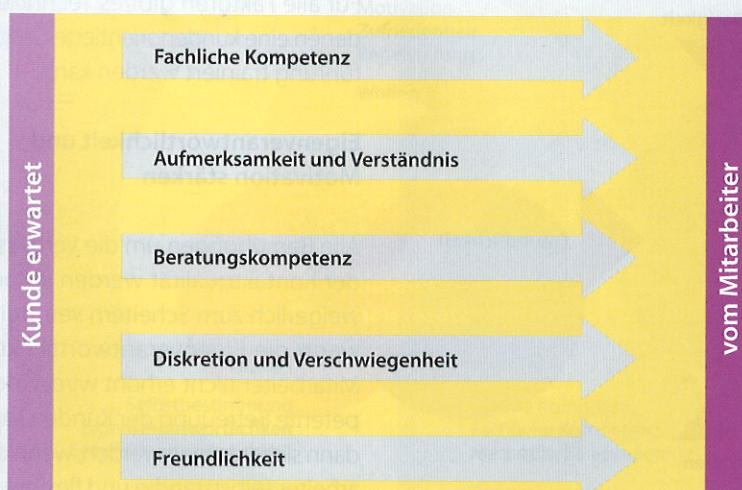 Kunde erwartet
Fachliche Kompetenz
Aufmerksamkeit und Verständnis
Beratungskompetenz
Diskretion und Verschwiegenheit
Freundlichkeit
vom Mitarbeiter